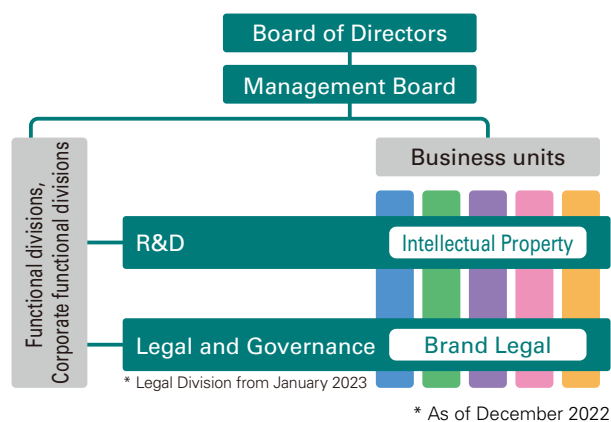 Board of Directors
Management Board
Functional divisions,
Corporate functional divisions
Business units
R&D
Intellectual Property
Legal and Governance
Brand Legal
* Legal Division from January 2023
* As of December 2022